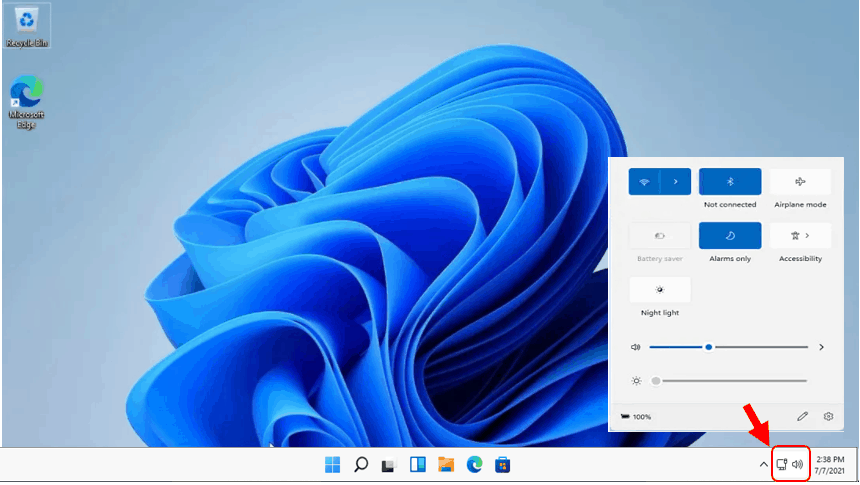 Recycle Bin
Microsoft
Edge
Not connected
Airplane mode
Battery saver
Alarms only
Accessibility
Night light
100%
2:38 PM
7/7/2021